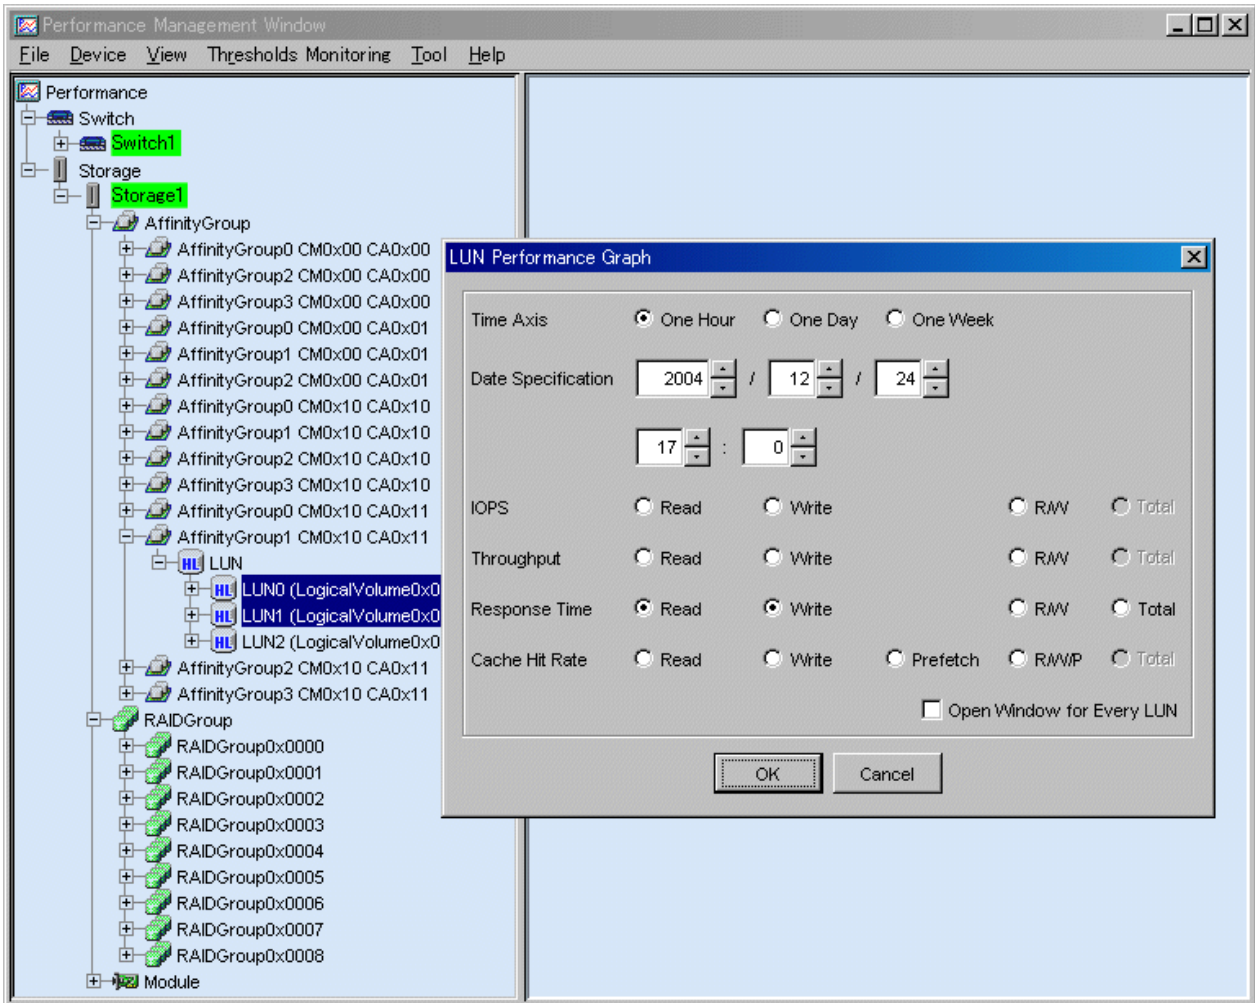 Performance Management Window
File Device View Thresholds Monitoring Tool Help
Performance
Switch
Switch1
Storage
Storage1
AffinityGroup
AffinityGroup0 CM0x00 CA0x00
AffinityGroup2 CM0x00 CA0x00
AffinityGroup3 CM0x00 CA0x00
AffinityGroup0 CM0x00 CA0x01
AffinityGroup1 CM0x00 CA0x01
AffinityGroup2 CM0x00 CA0x01
AffinityGroup0 CM0x10 CA0x10
AffinityGroup1 CM0x10 CA0x10
AffinityGroup2 CM0x10 CA0x10
AffinityGroup3 CM0x10 CA0x10
AffinityGroup0 CM0x10 CA0x11
AffinityGroup1 CM0x10 CA0x11
HL LUN
HL LUN0 (LogicalVolume0x0
HL LUN1 (LogicalVolume0x0
HL LUN2 (LogicalVolume0x0
AffinityGroup2 CM0x10 CA0x11
AffinityGroup3 CM0x10 CA0x11
RAIDGroup
RAIDGroup0x0000
RAIDGroup0x0001
RAIDGroup0x0002
RAIDGroup0x0003
RAIDGroup0x0004
RAIDGroup0x0005
RAIDGroup0x0006
RAIDGroup0x0007
RAIDGroup0x0008
Module
LUN Performance Graph
Time Axis One Hour One Day One Week
Date Specification 2004 / 12 / 24
17 : 0
IOPS Read Write R/W Total
Throughput Read Write R/W Total
Response Time Read Write R/W Total
Cache Hit Rate Read Write Prefetch R/W/P Total
Open Window for Every LUN
OK Cancel